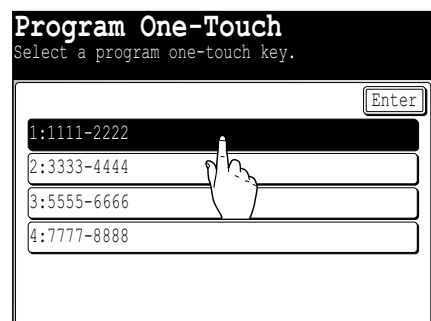 Program One-Touch
Select a program one-touch key.
Enter
1:1111-2222
2:3333-4444
3:5555-6666
4:7777-8888